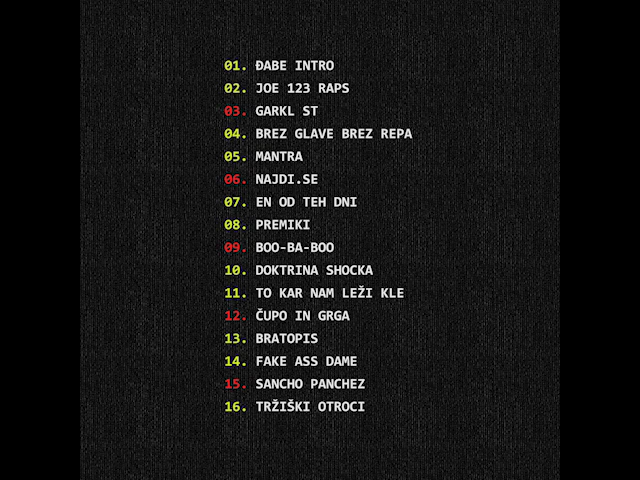 01. ĐABE INTRO
02. JOE 123 RAPS
03. GARKL ST
04. BREZ GLAVE BREZ REPA
05. MANTRA
06. NAJDI.SE
07. EN OD TEH DNI
08. PREMIKI
09. BOO-BA-BOO
10. DOKTRINA SHOCKA
11. TO KAR NAM LEŽI KLE
12. ČUPO IN GRGA
13. BRATOPIS
14. FAKE ASS DAME
15. SANCHO PANCHEZ
16. TRŽIŠKI OTROCI